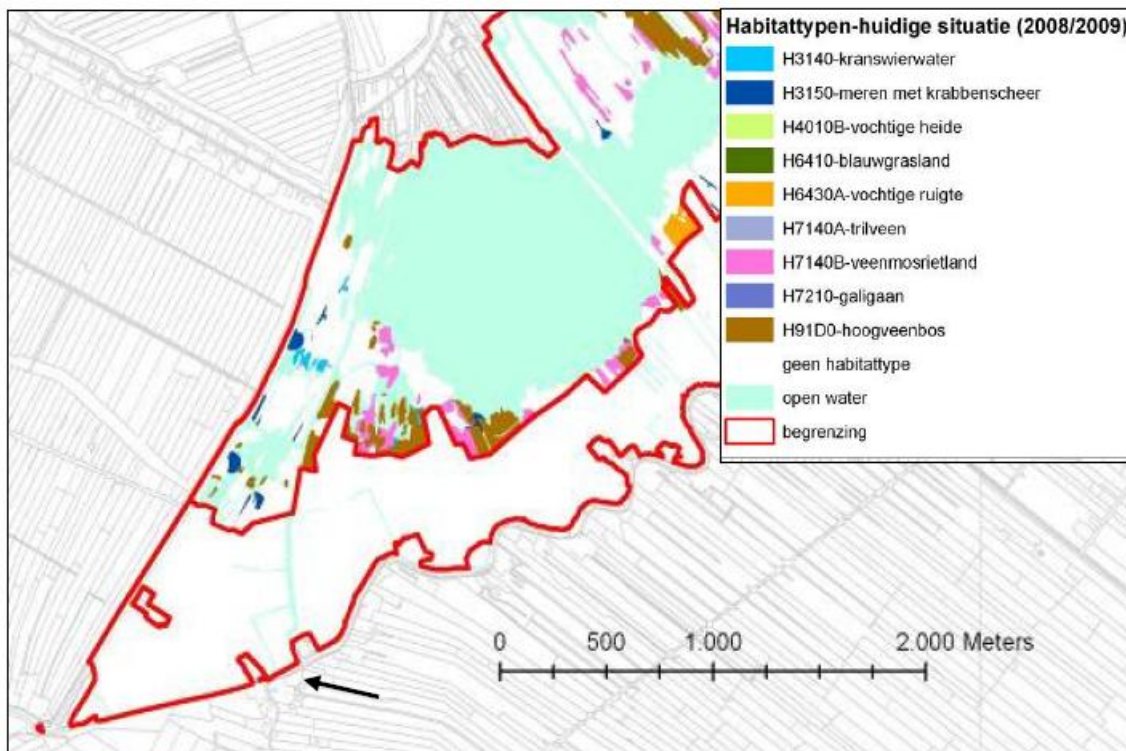 Habitattypen-huidige situatie (2008/2009)
H3140-kranswierwater
H3150-meren met krabbenscheer
H4010B-vochtige heide
H6410-blauwgrasland
H6430A-vochtige ruigte
H7140A-trilveen
H7140B-veenmosrietland
H7210-galigaan
H91D0-hoogveenbos
geen habitattype
open water
begrenzing
0 500 1.000 2.000 Meters